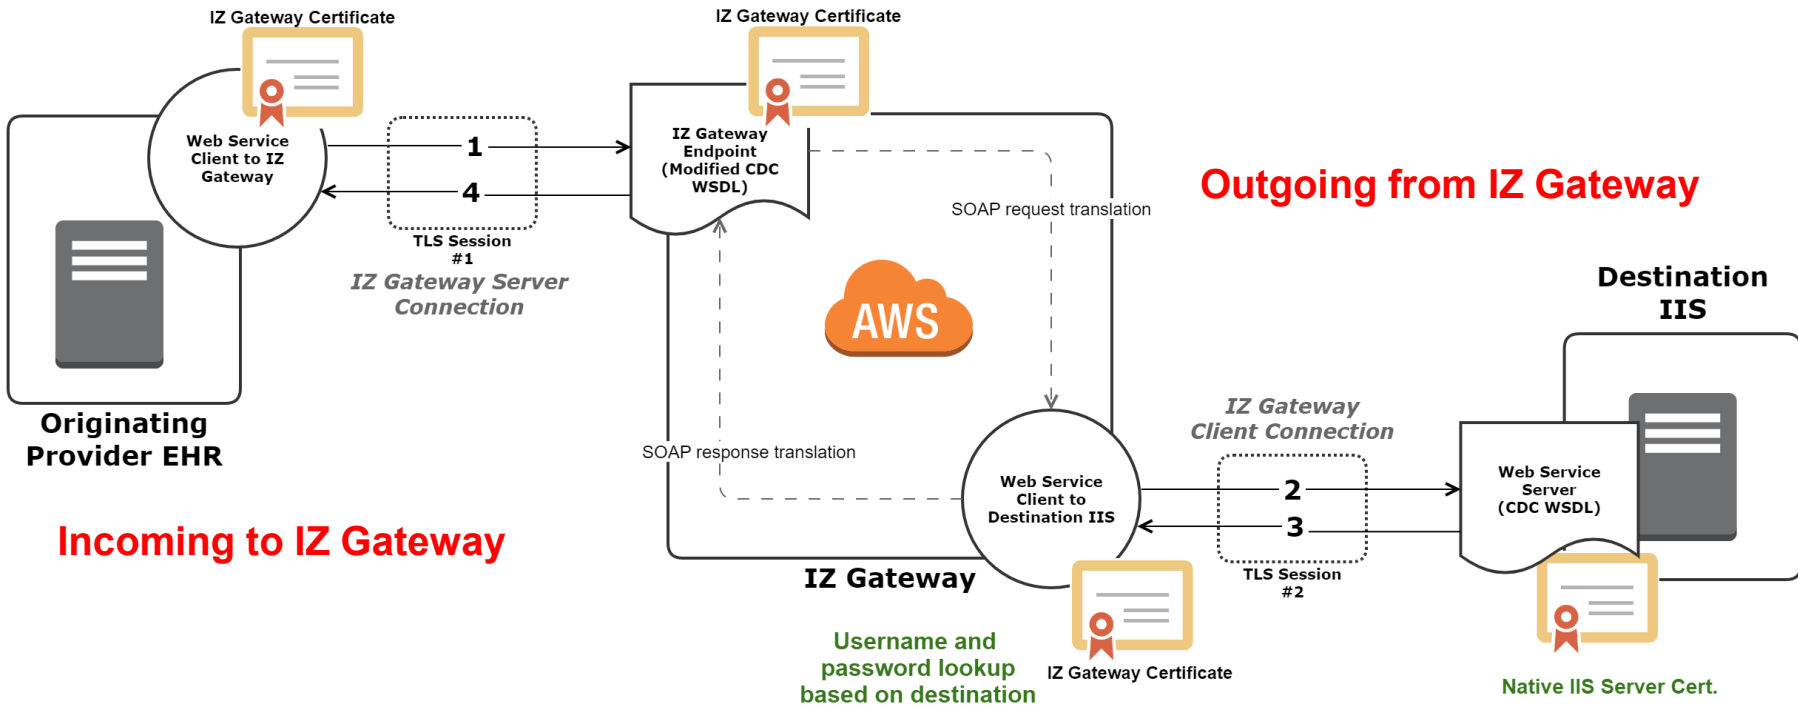 IZ Gateway Certificate
IZ Gateway Certificate
Web Service
Client to IZ
Gateway
1
4
TLS Session
#1
IZ Gateway Server
Connection
IZ Gateway
Endpoint
(Modified CDC
WSDL)
SOAP request translation
Outgoing from IZ Gateway
AWS
Destination
IIS
Originating
Provider EHR
SOAP response translation
IZ Gateway
Client Connection
Web Service
Client to
Destination IIS
2
3
TLS Session
#2
Web Service
Server
(CDC WSDL)
Incoming to IZ Gateway
IZ Gateway
Username and
password lookup
based on destination
IZ Gateway Certificate
Native IIS Server Cert.